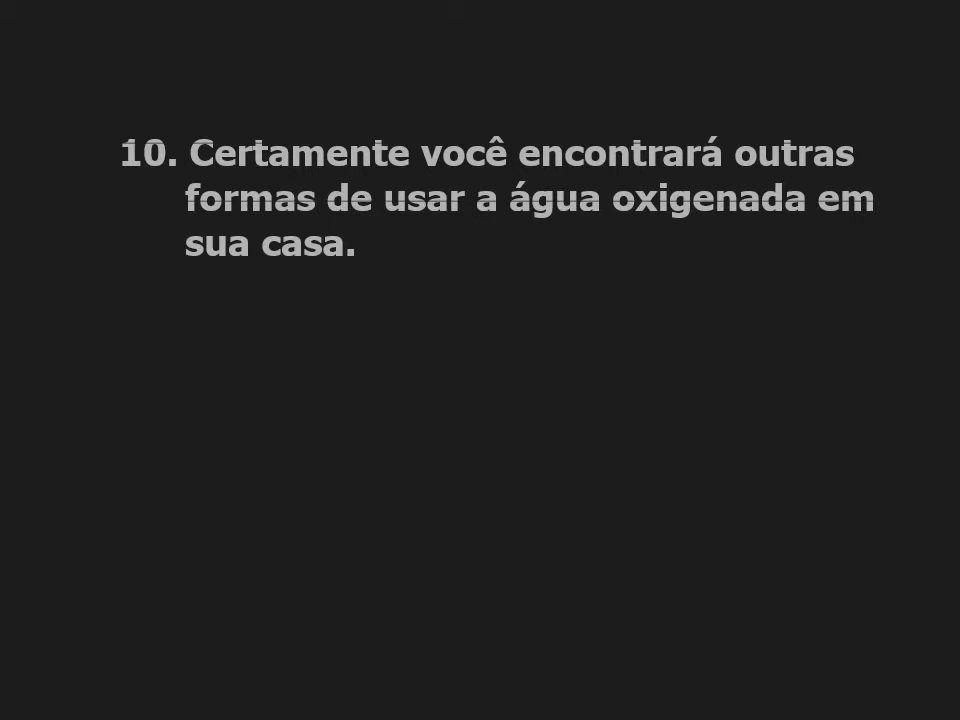 10. Certamente você encontrará outras
formas de usar a água oxigenada em
sua casa.